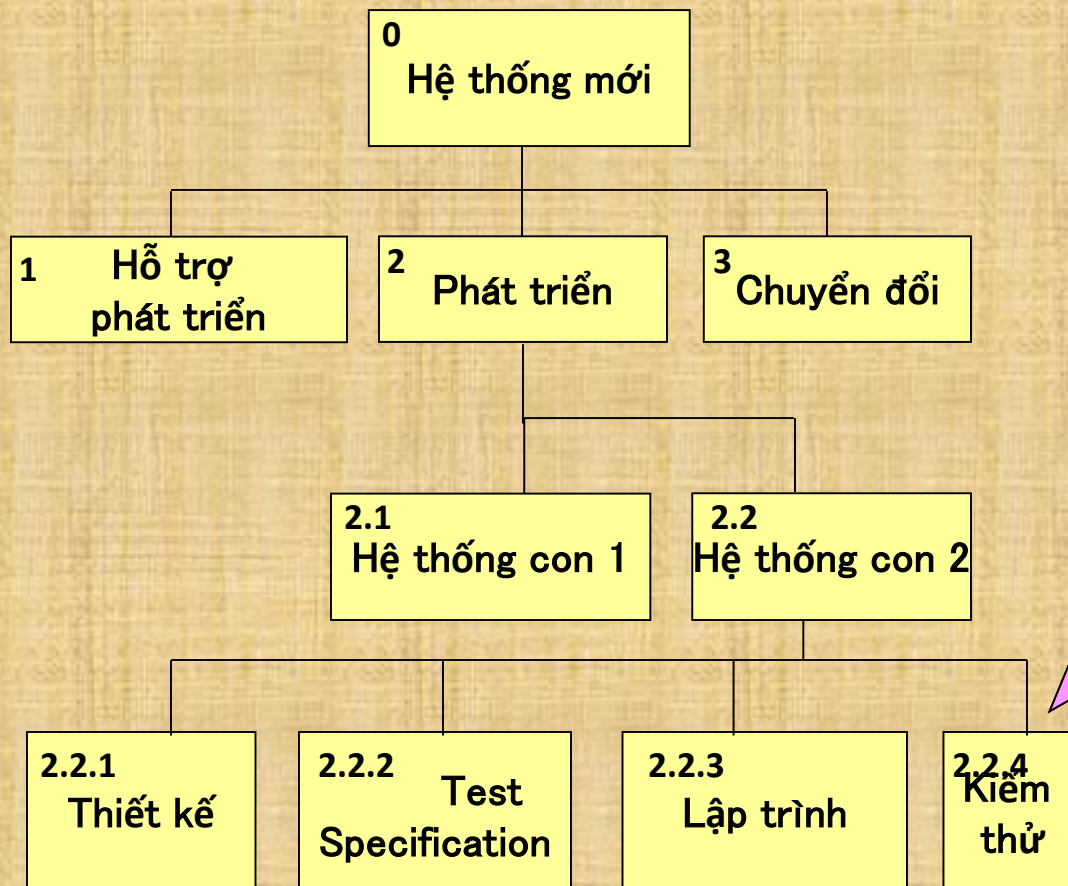 0
Hệ thống mới
1
Hỗ trợ
phát triển
2
Phát triển
3
Chuyển đổi
2.1
Hệ thống con 1
2.2
Hệ thống con 2
2.2.1
Thiết kế
2.2.2
Test
Specification
2.2.3
Lập trình
2.2.4
Kiểm
thử